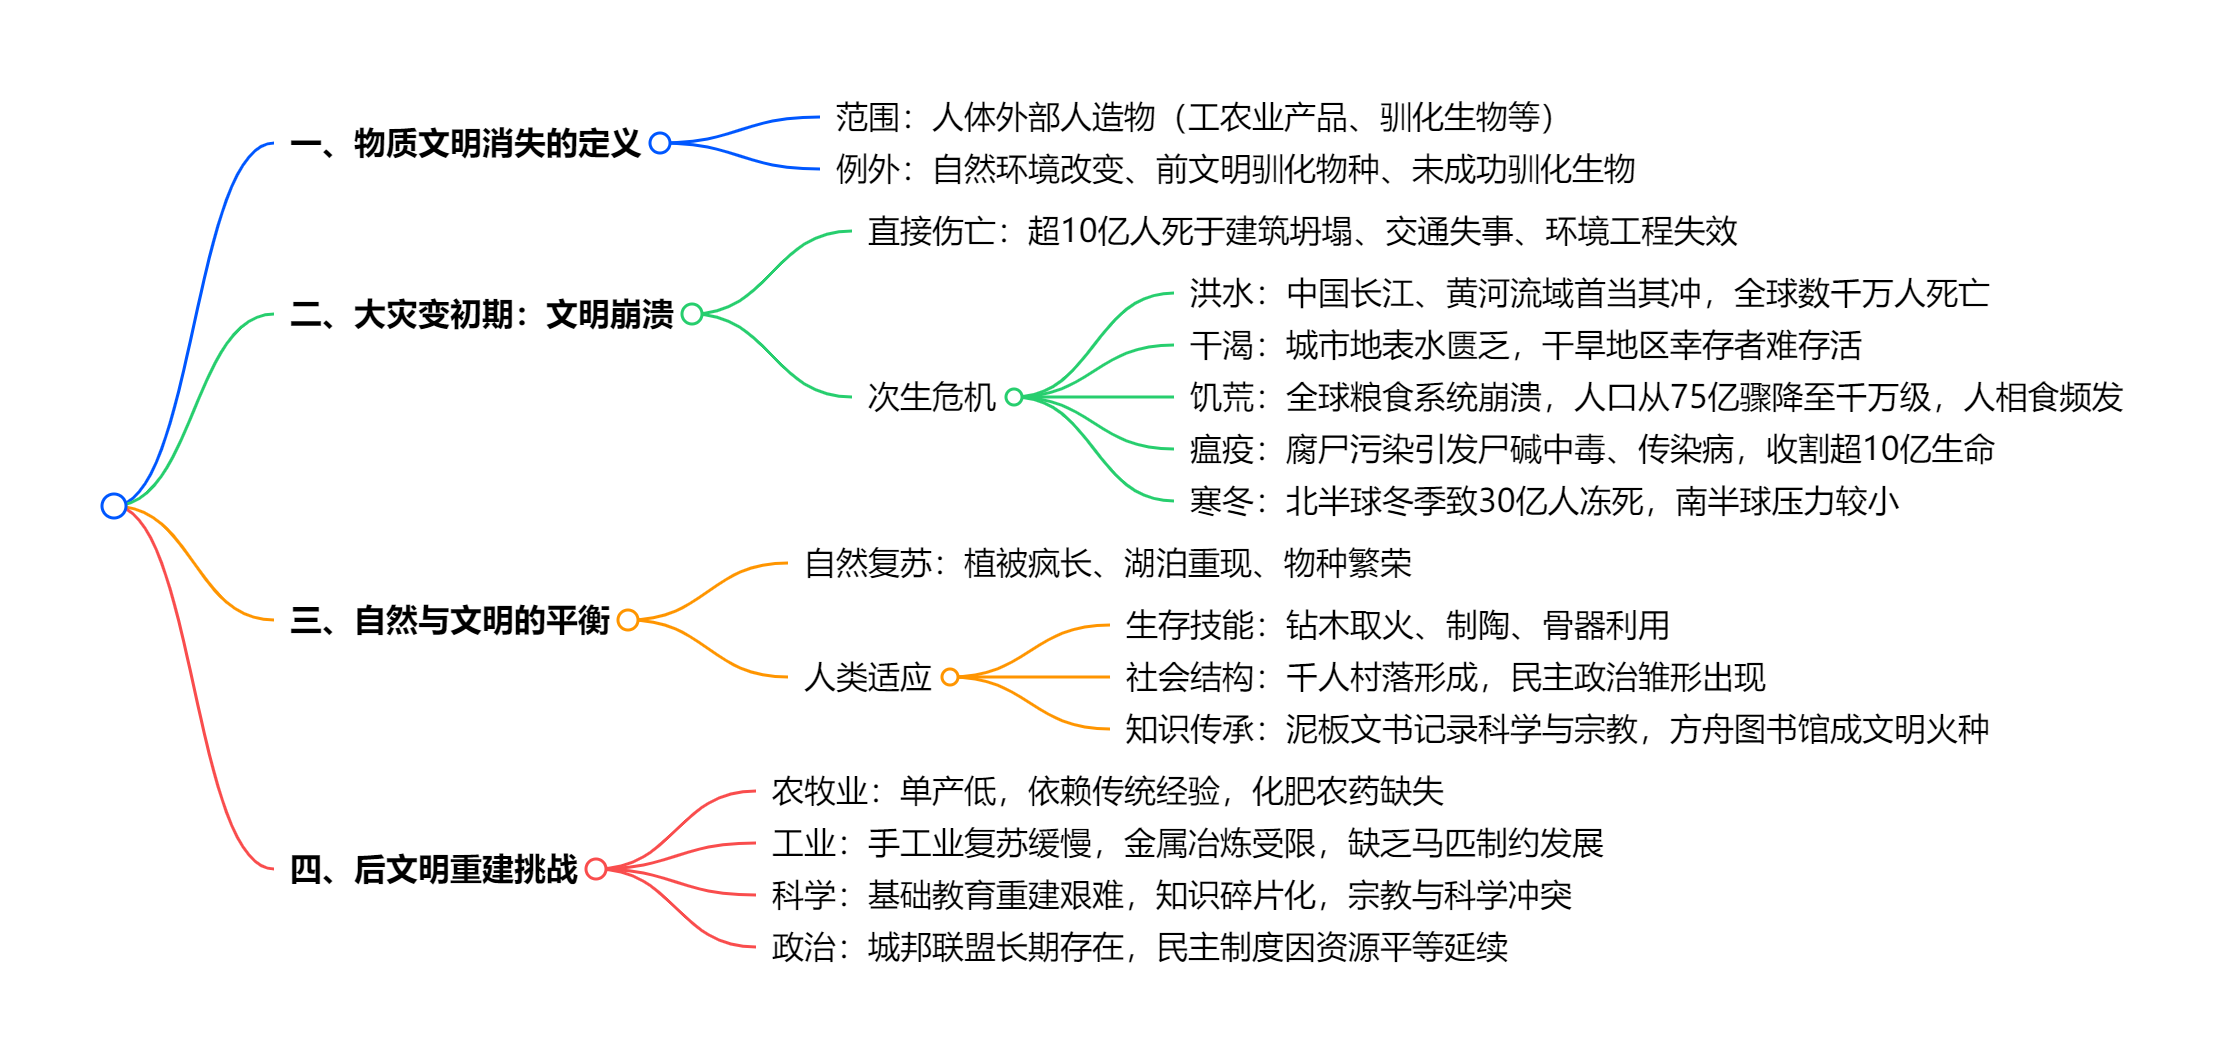 一、物质文明消失的定义
范围：人体外部人造物（工农业产品、驯化生物等）
例外：自然环境改变、前文明驯化物种、未成功驯化生物
二、大灾变初期：文明崩溃
直接伤亡：超10亿人死于建筑坍塌、交通失事、环境工程失效
次生危机
洪水：中国长江、黄河流域首当其冲，全球数千万人死亡
干渴：城市地表水匮乏，干旱地区幸存者难存活
饥荒：全球粮食系统崩溃，人口从75亿骤降至千万级，人相食频发
瘟疫：腐尸污染引发尸碱中毒、传染病，收割超10亿生命
寒冬：北半球冬季致30亿人冻死，南半球压力较小
三、自然与文明的平衡
自然复苏：植被疯长、湖泊重现、物种繁荣
人类适应
生存技能：钻木取火、制陶、骨器利用
社会结构：千人村落形成，民主政治雏形出现
知识传承：泥板文书记录科学与宗教，方舟图书馆成文明火种
四、后文明重建挑战
农牧业：单产低，依赖传统经验，化肥农药缺失
工业：手工业复苏缓慢，金属冶炼受限，缺乏马匹制约发展
科学：基础教育重建艰难，知识碎片化，宗教与科学冲突
政治：城邦联盟长期存在，民主制度因资源平等延续